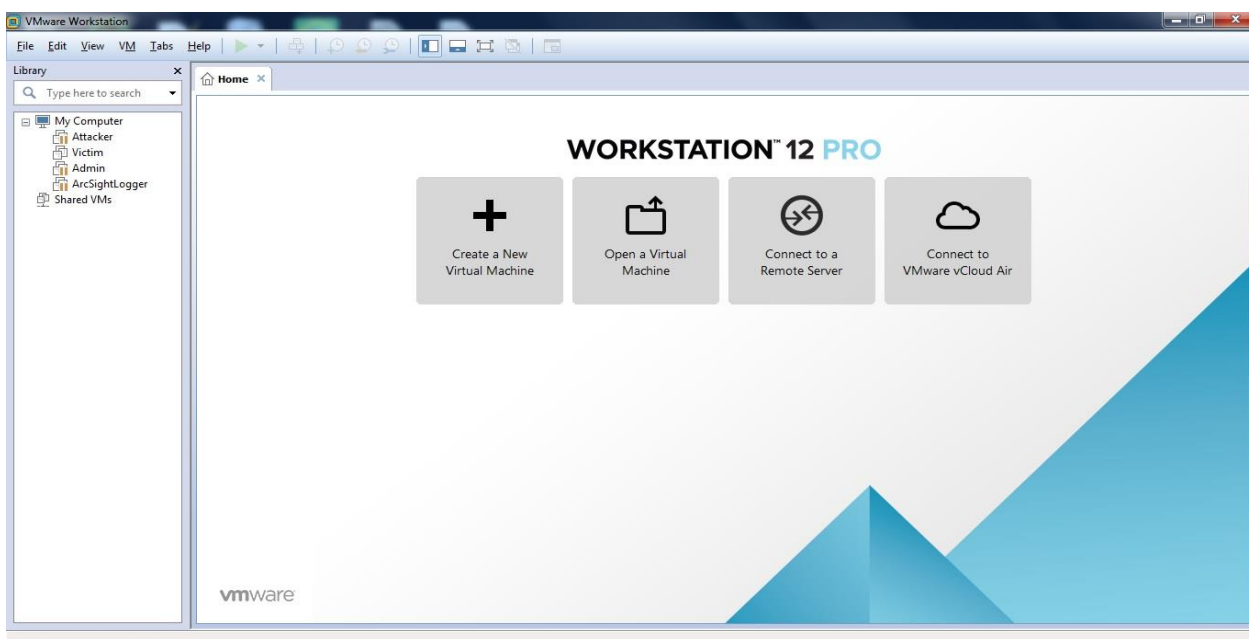 VMware Workstation
File Edit View VM Tabs Help
Library
Type here to search
My Computer
Attacker
Victim
Admin
ArcSightLogger
Shared VMs
Home
WORKSTATION™ 12 PRO
Create a New
Virtual Machine
Open a Virtual
Machine
Connect to a
Remote Server
Connect to
VMware vCloud Air
vmware